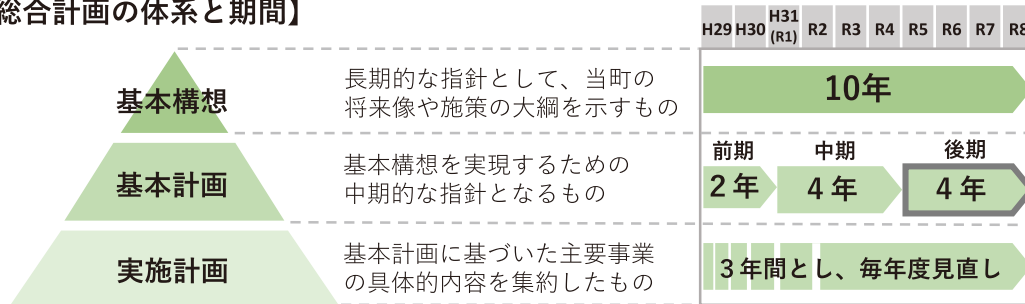 総合計画の体系と期間】
H29 H30 H31 (R1) R2 R3 R4 R5 R6 R7 R8
基本構想
長期的な指針として、当町の
将来像や施策の大綱を示すもの
10年
基本計画
基本構想を実現するための
中期的な指針となるもの
前期 中期 後期
2年 4年 4年
実施計画
基本計画に基づいた主要事業
の具体的内容を集約したもの
3年間とし、毎年度見直し